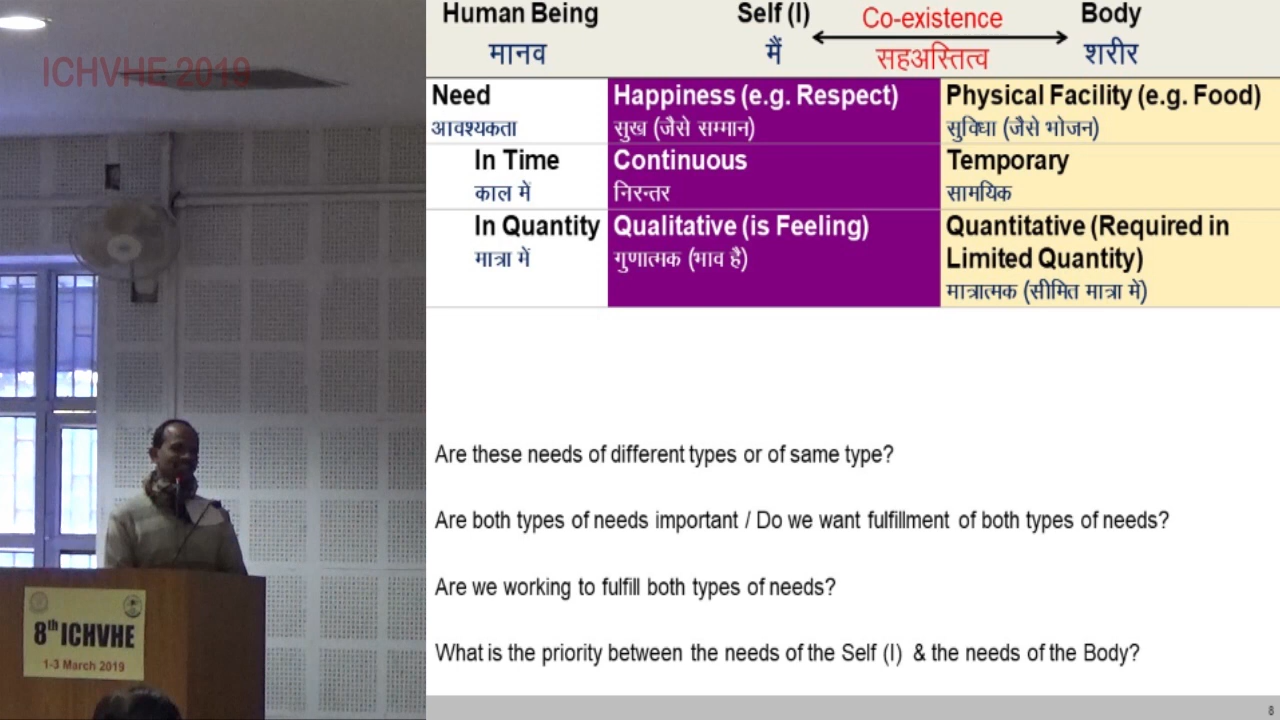 ICHVHE 2019
8th ICHVHE
1-3 March 2019
Human Being
मानव
Self (I)
मैं
Co-existence
सहअस्तित्व
Body
शरीर
Need
आवश्यकता
Happiness (e.g. Respect)
सुख (जैसे सम्मान)
Physical Facility (e.g. Food)
सुविधा (जैसे भोजन)
In Time
काल में
Continuous
निरन्तर
Temporary
सामयिक
In Quantity
मात्रा में
Qualitative (is Feeling)
गुणात्मक (भाव है)
Quantitative (Required in
Limited Quantity)
मात्रात्मक (सीमित मात्रा में)
Are these needs of different types or of same type?
Are both types of needs important / Do we want fulfillment of both types of needs?
Are we working to fulfill both types of needs?
What is the priority between the needs of the Self (I) & the needs of the Body?
8